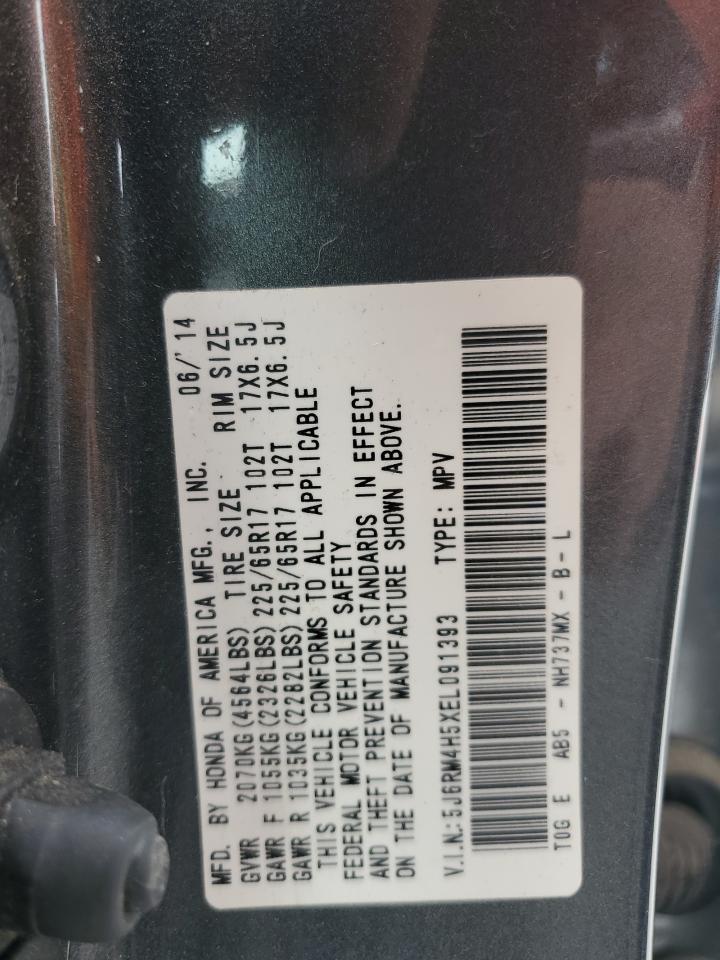 MFD. BY HONDA OF AMERICA MFG., INC. 06/'14
GVWR 2070KG(4564LBS) TIRE SIZE RIM SIZE
GAWR F 1055KG(2326LBS)225/65R17 102T 17X6.5J
GAWR R 1035KG(2282LBS)225/65R17 102T 17X6.5J
THIS VEHICLE CONFORMS TO ALL APPLICABLE
FEDERAL MOTOR VEHICLE SAFETY
AND THEFT PREVENTION STANDARDS IN EFFECT
ON THE DATE OF MANUFACTURE SHOWN ABOVE.
V.I.N.:5J6RM4H5XEL091393 TYPE: MPV
T0G E AB5 - NH737MX - B - L